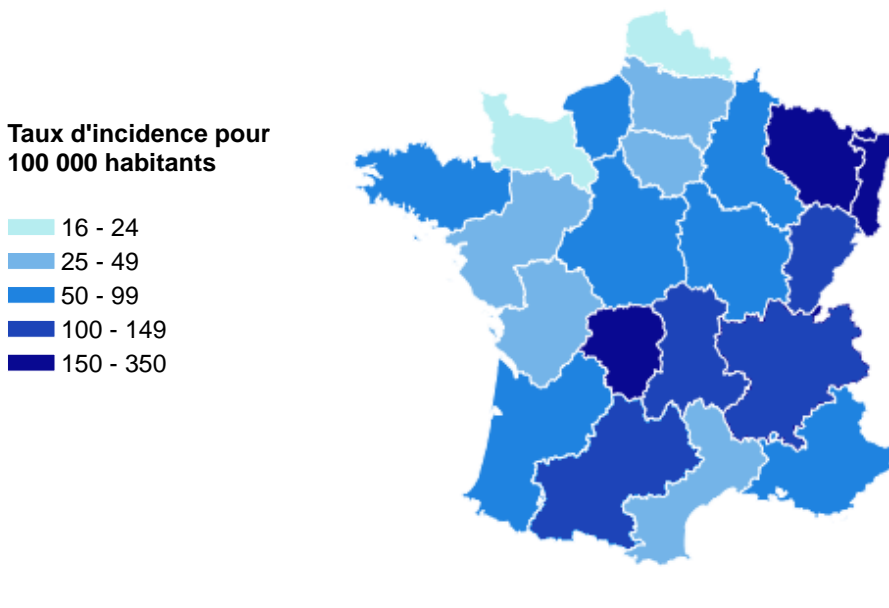 Taux d'incidence pour
100 000 habitants
16 - 24
25 - 49
50 - 99
100 - 149
150 - 350